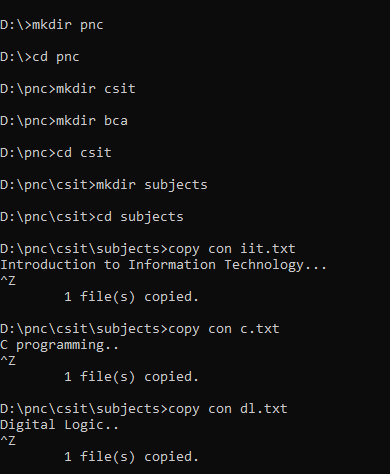 D:\>mkdir pnc
D:\>cd pnc
D:\pnc>mkdir csit
D:\pnc>mkdir bca
D:\pnc>cd csit
D:\pnc\csit>mkdir subjects
D:\pnc\csit>cd subjects
D:\pnc\csit\subjects>copy con iit.txt
Introduction to Information Technology...
^Z
        1 file(s) copied.
D:\pnc\csit\subjects>copy con c.txt
C programming..
^Z
        1 file(s) copied.
D:\pnc\csit\subjects>copy con dl.txt
Digital Logic..
^Z
        1 file(s) copied.